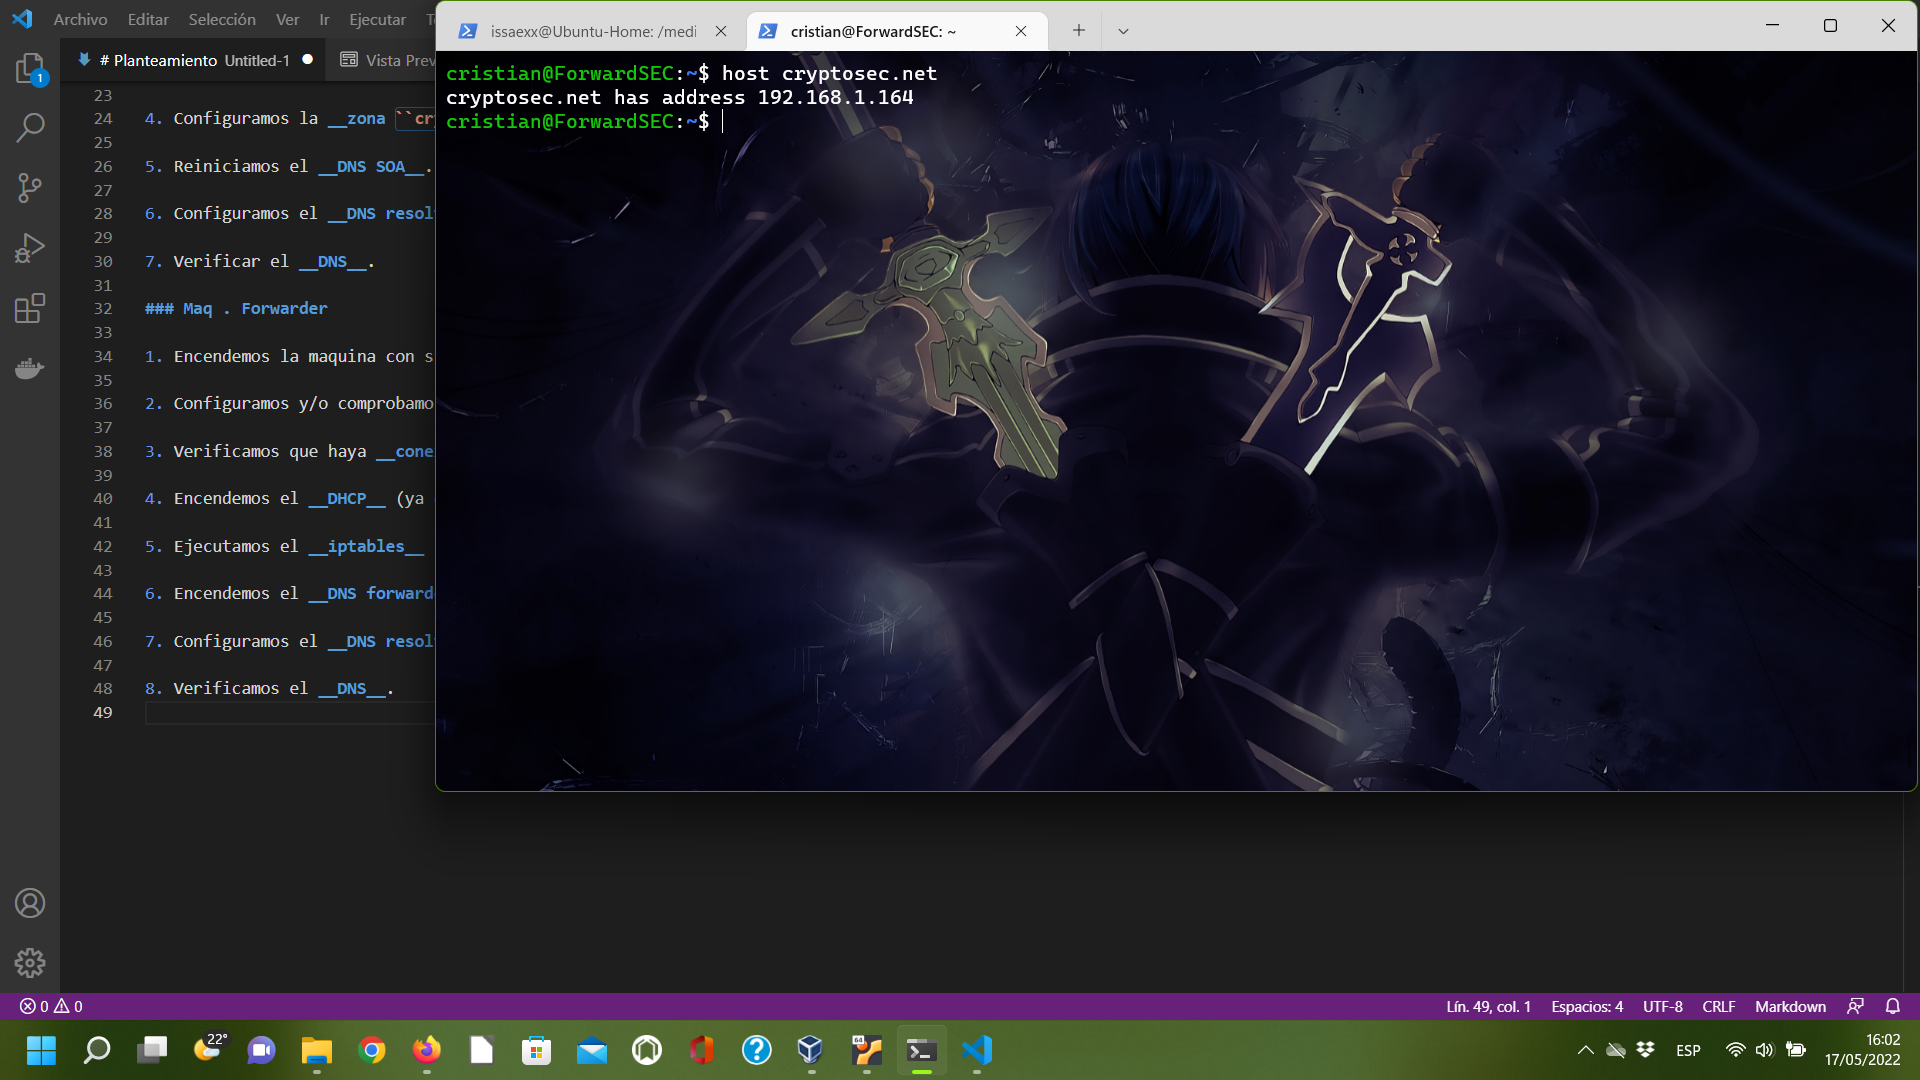 Archivo Editar Selección Ver Ir Ejecutar
# Planteamiento Untitled-1
Vista Prev
1
23
24 4. Configuramos la __zona ``cr
25
26 5. Reiniciamos el __DNS SOA__.
27
28 6. Configuramos el __DNS resol
29
30 7. Verificar el __DNS__.
31
32 ### Maq . Forwarder
33
34 1. Encendemos la maquina con s
35
36 2. Configuramos y/o comprobamo
37
38 3. Verificamos que haya __cone
39
40 4. Encendemos el __DHCP__ (ya
41
42 5. Ejecutamos el __iptables__
43
44 6. Encendemos el __DNS forward
45
46 7. Configuramos el __DNS resol
47
48 8. Verificamos el __DNS__.
49
issaexx@Ubuntu-Home: /medi
cristian@ForwardSEC: ~
cristian@ForwardSEC:~$ host cryptosec.net
cryptosec.net has address 192.168.1.164
cristian@ForwardSEC:~$
0 0
Lín. 49, col. 1 Espacios: 4 UTF-8 CRLF Markdown
22°
64
ESP
16:02
17/05/2022